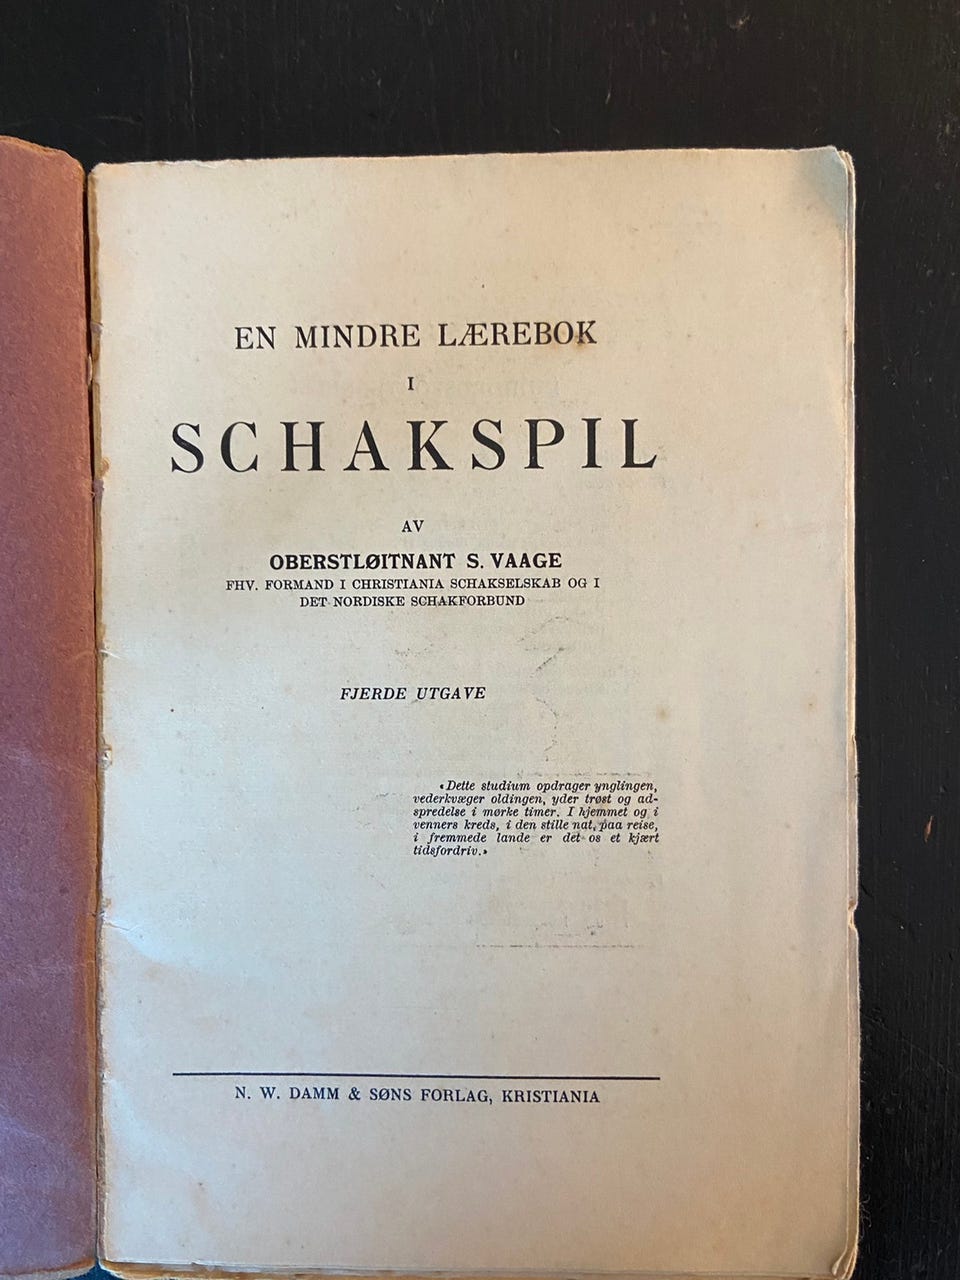 EN MINDRE LÆREBOK
I
SCHAKSPIL
AV
OBERSTLØITNANT S. VAAGE
FHV. FORMAND I CHRISTIANIA SCHAKSELSKAB OG I
DET NORDISKE SCHAKFORBUND
FJERDE UTGAVE
«Dette studium opdrager ynglingen,
vederkvæger oldingen, yder trøst og ad-
spredelse i mørke timer. I hjemmet og i
venners kreds, i den stille nat, paa reise,
i fremmede lande er det os et kjært
tidsfordriv.»
N. W. DAMM & SØNS FORLAG, KRISTIANIA